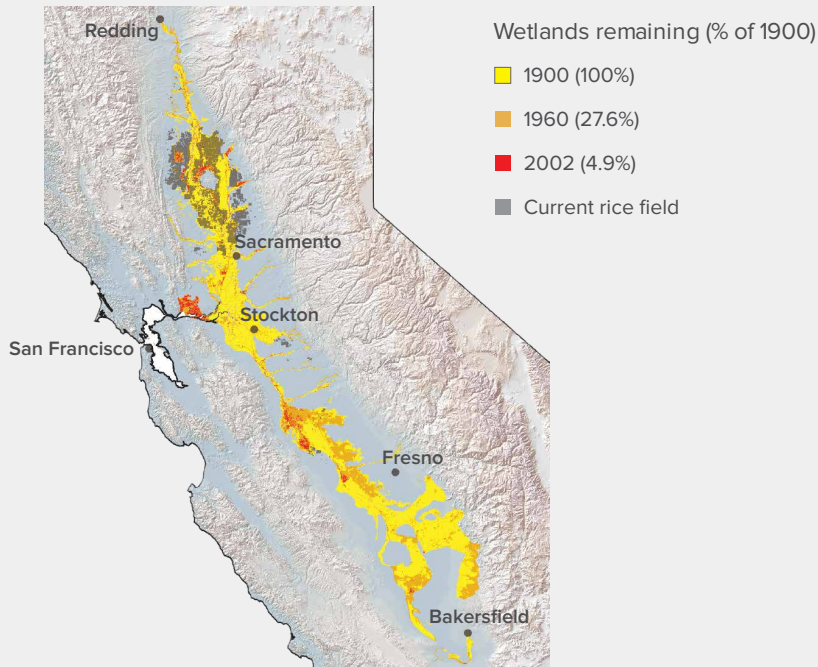 Wetlands remaining (% of 1900)
1900 (100%)
1960 (27.6%)
2002 (4.9%)
Current rice field
Redding
Sacramento
Stockton
San Francisco
Fresno
Bakersfield